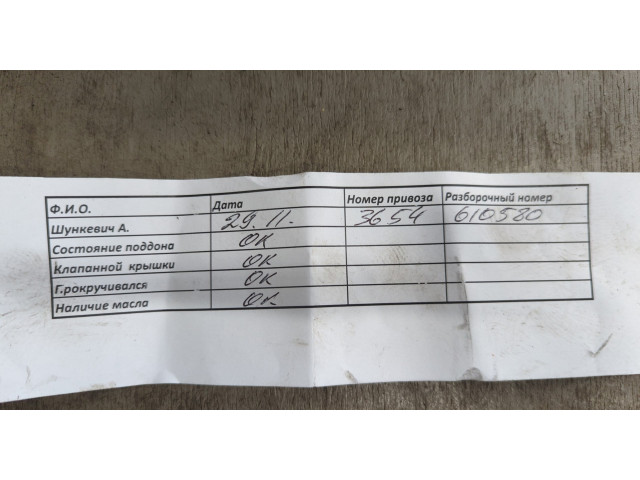 Ф.И.О. Дата Номер привоза Разборочный номер
Шункевич А. 29.11. 3654 610580
Состояние поддона ОК
Клапанной крышки ОК
Г.рокручивался ОК
Наличие масла ОК